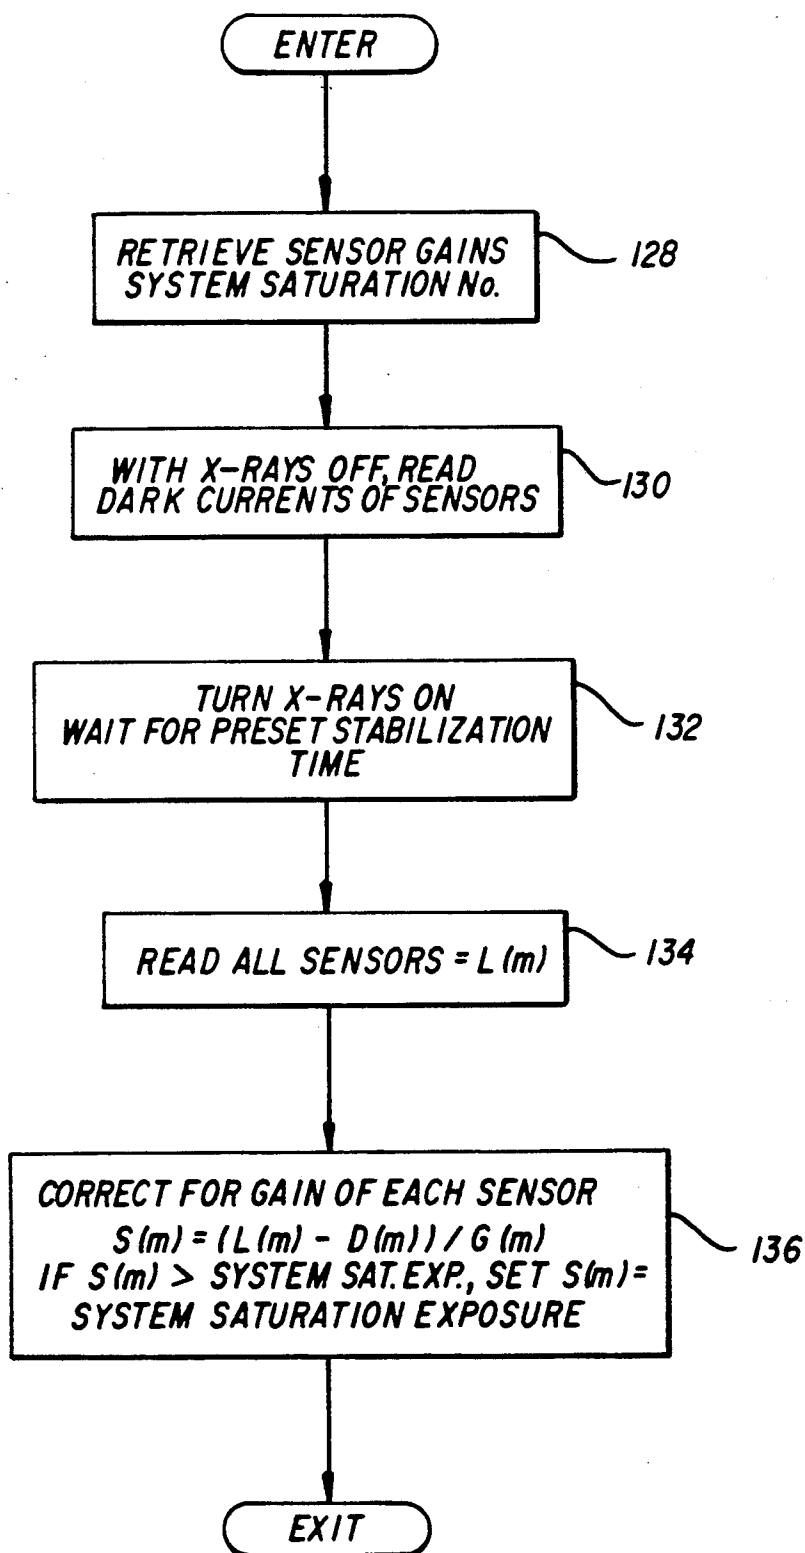 ENTER
RETRIEVE SENSOR GAINS
SYSTEM SATURATION No.
128
WITH X-RAYS OFF, READ
DARK CURRENTS OF SENSORS
130
TURN X-RAYS ON
WAIT FOR PRESET STABILIZATION
TIME
132
READ ALL SENSORS = L(m)
134
CORRECT FOR GAIN OF EACH SENSOR
S(m) = (L(m) - D(m)) / G(m)
IF S(m) > SYSTEM SAT. EXP., SET S(m) =
SYSTEM SATURATION EXPOSURE
136
EXIT